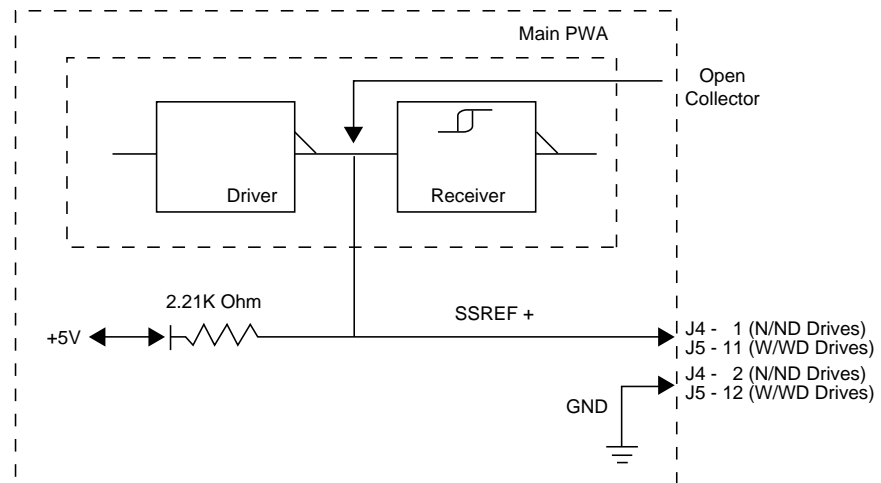 Main PWA
Open
Collector
Driver
Receiver
2.21K Ohm
+5V
SSREF +
J4 - 1 (N/ND Drives)
J5 - 11 (W/WD Drives)
J4 - 2 (N/ND Drives)
J5 - 12 (W/WD Drives)
GND